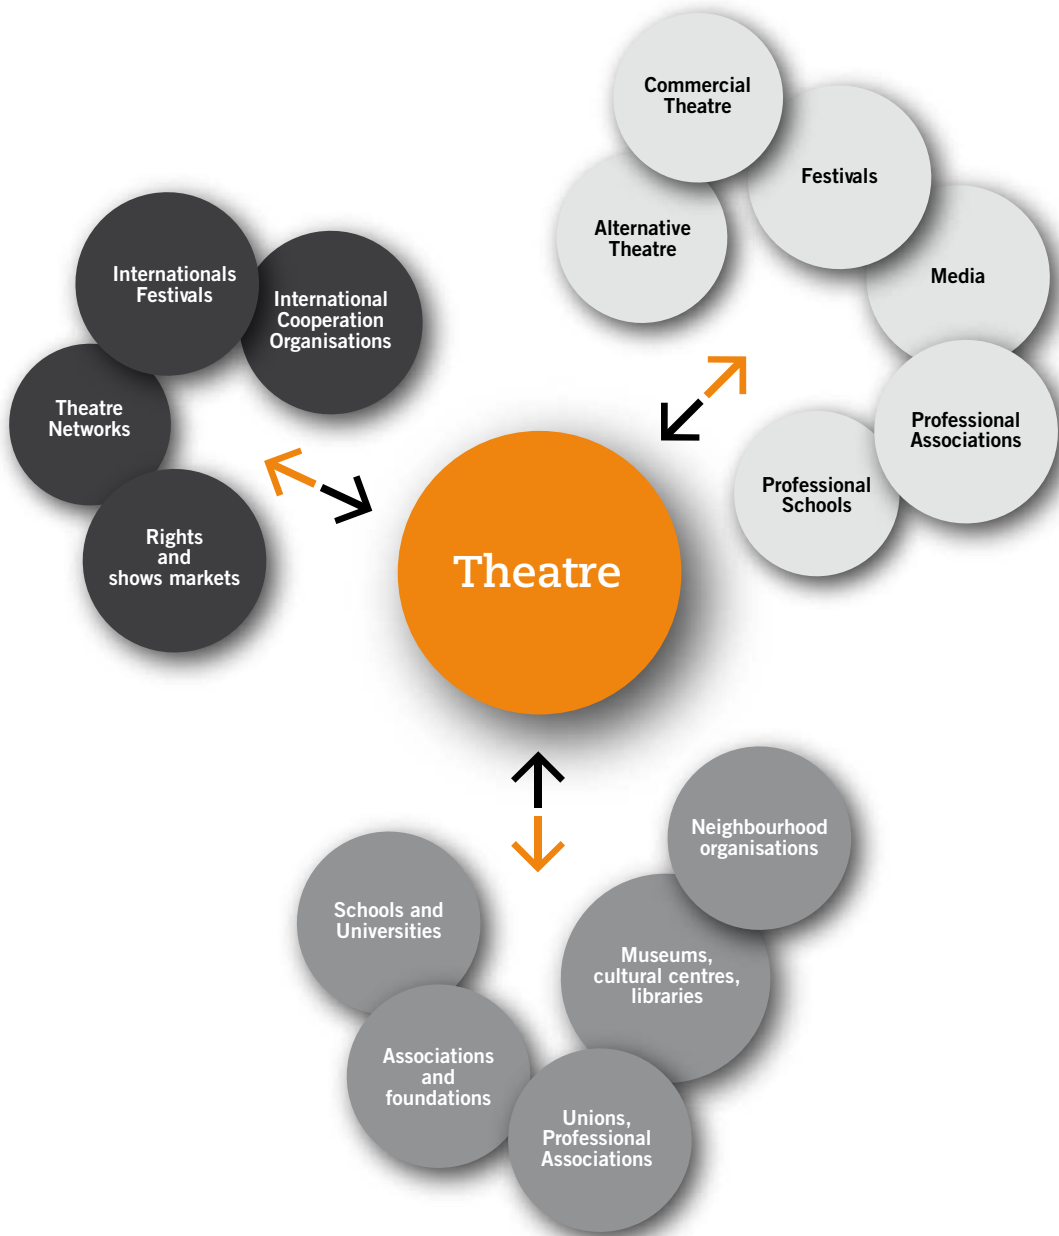 Commercial
Theatre
Festivals
Alternative
Theatre
Media
Professional
Associations
Professional
Schools
Internationals
Festivals
International
Cooperation
Organisations
Theatre
Networks
Rights
and
shows markets
Theatre
Neighbourhood
organisations
Schools and
Universities
Museums,
cultural centres,
libraries
Associations
and
foundations
Unions,
Professional
Associations